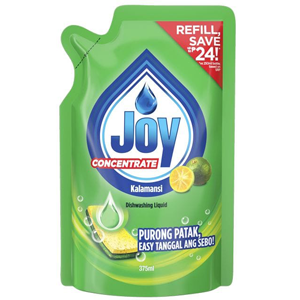 REFILL,
SAVE
24!
Joy
CONCENTRATE
Kalamansi
Dishwashing Liquid
PURONG PATAK,
EASY TANGGAL ANG SEBO!
375ml